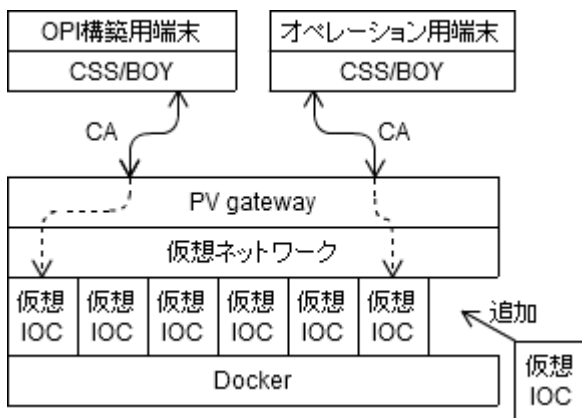 OPI構築用端末
CSS/BOY
オペレーション用端末
CSS/BOY
CA
CA
PV gateway
仮想ネットワーク
仮想
IOC
仮想
IOC
仮想
IOC
仮想
IOC
仮想
IOC
仮想
IOC
追加
仮想
IOC
Docker